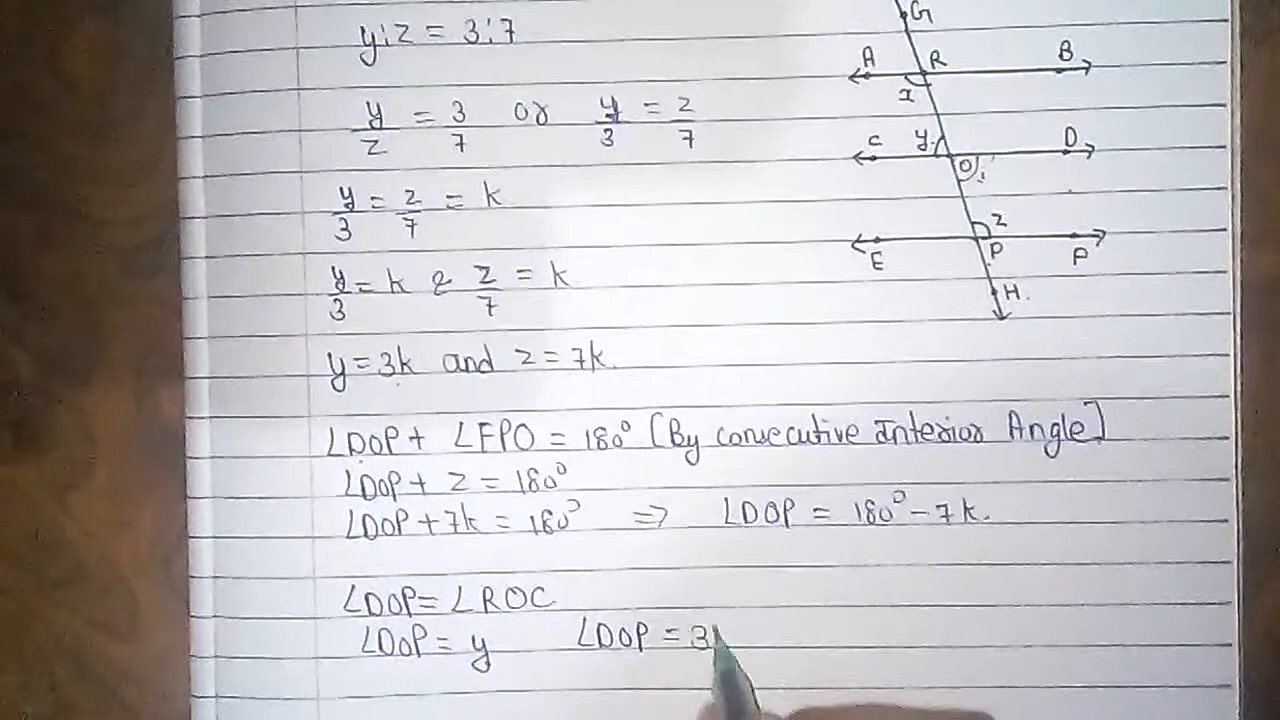 y:z = 3:7
y/z = 3/7 or y/3 = z/7
y/3 = z/7 = k
y/3 = k & z/7 = k
y = 3k and z = 7k.
∠DOP + ∠FPO = 180° [By consecutive Interior Angle]
∠DOP + z = 180°
∠DOP + 7k = 180° ⇒ ∠DOP = 180° - 7k.
∠DOP = ∠ROC
∠DOP = y ∠DOP = 3k
G
A R B
x
C y D
O
z
E P F
H